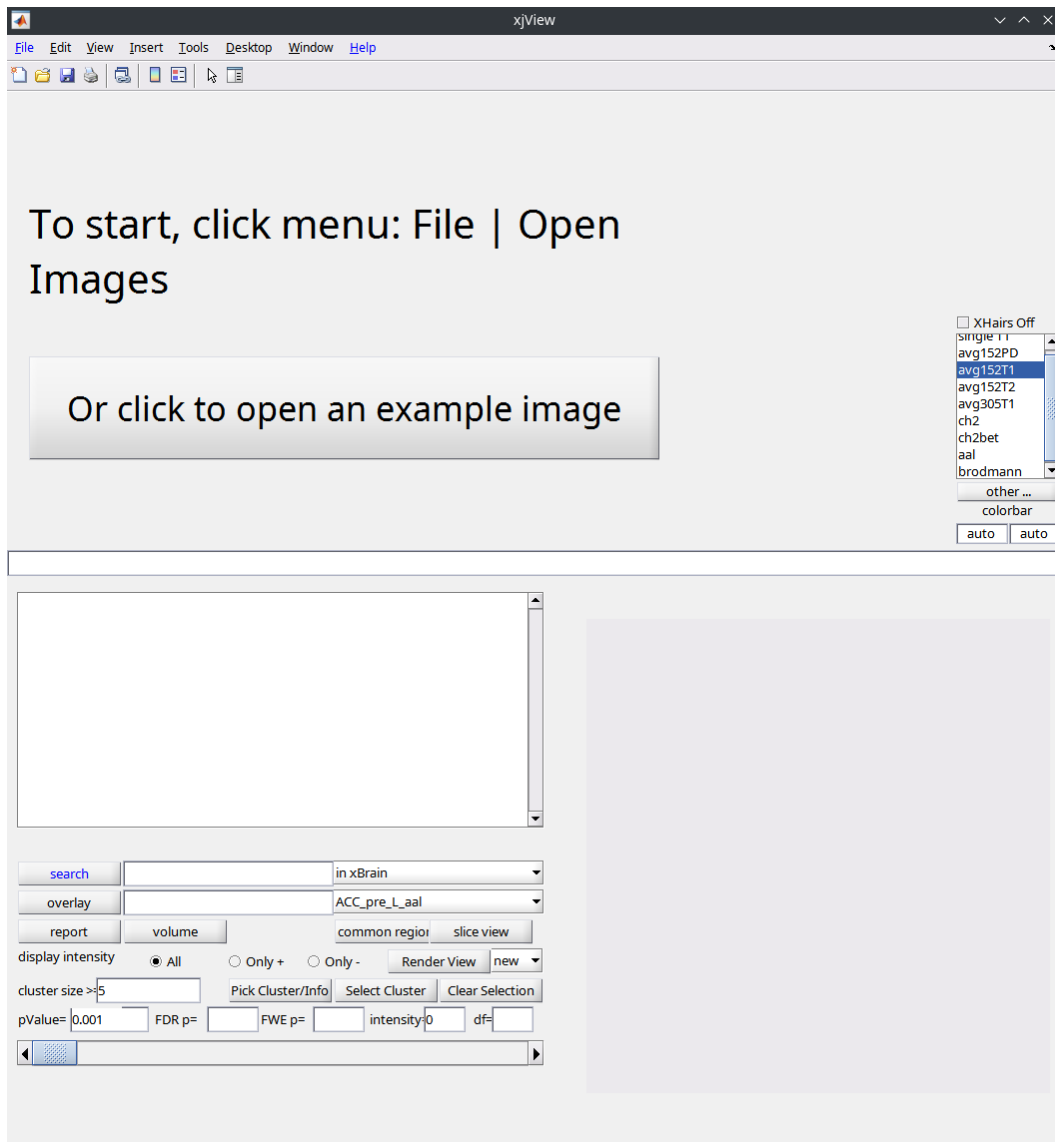 xjView
File Edit View Insert Tools Desktop Window Help
To start, click menu: File | Open
Images
Or click to open an example image
XHairs Off
single T1
avg152PD
avg152T1
avg152T2
avg305T1
ch2
ch2bet
aal
brodmann
other ...
colorbar
auto auto
search in xBrain
overlay ACC_pre_L_aal
report volume common region slice view
display intensity All Only + Only - Render View new
cluster size >= 5 Pick Cluster/Info Select Cluster Clear Selection
pValue= 0.001 FDR p= FWE p= intensity= 0 df=